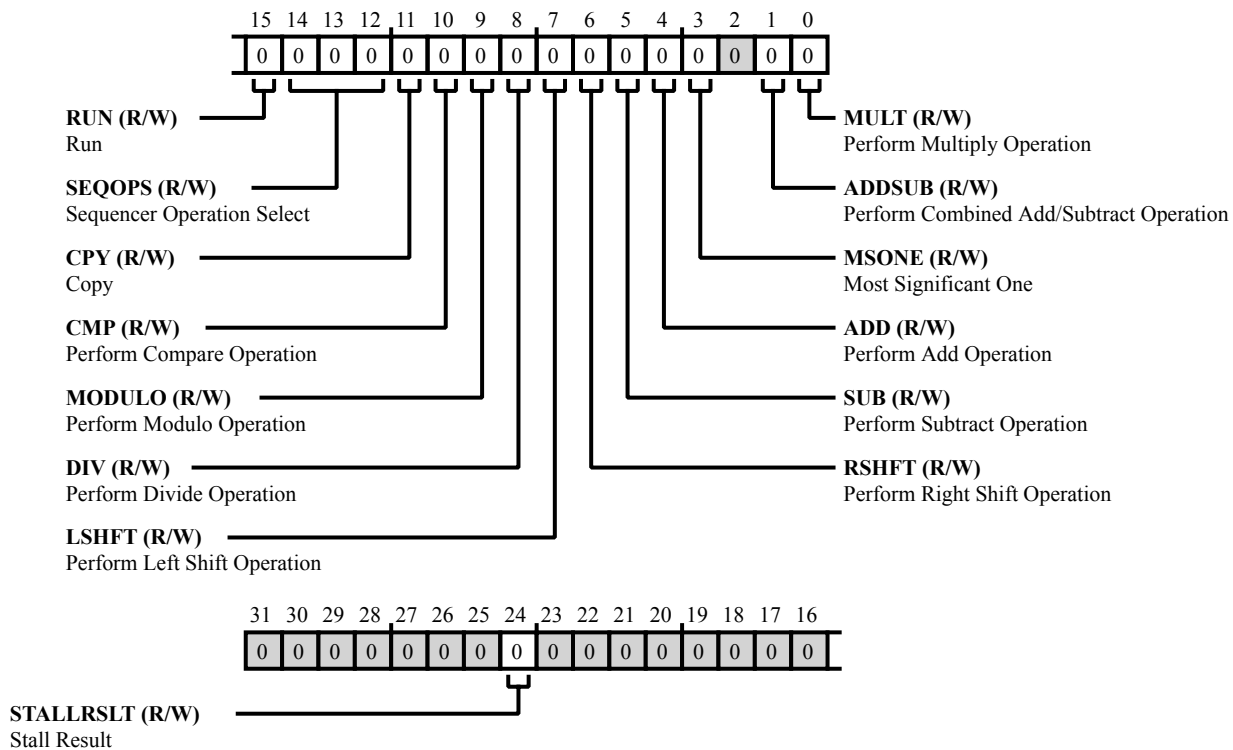 15 14 13 12 11 10 9 8 7 6 5 4 3 2 1 0
0 0 0 0 0 0 0 0 0 0 0 0 0 0 0 0
RUN (R/W)
Run
SEQOPS (R/W)
Sequencer Operation Select
CPY (R/W)
Copy
CMP (R/W)
Perform Compare Operation
MODULO (R/W)
Perform Modulo Operation
DIV (R/W)
Perform Divide Operation
LSHFT (R/W)
Perform Left Shift Operation
MULT (R/W)
Perform Multiply Operation
ADDSUB (R/W)
Perform Combined Add/Subtract Operation
MSONE (R/W)
Most Significant One
ADD (R/W)
Perform Add Operation
SUB (R/W)
Perform Subtract Operation
RSHFT (R/W)
Perform Right Shift Operation
31 30 29 28 27 26 25 24 23 22 21 20 19 18 17 16
0 0 0 0 0 0 0 0 0 0 0 0 0 0 0 0
STALLRSLT (R/W)
Stall Result